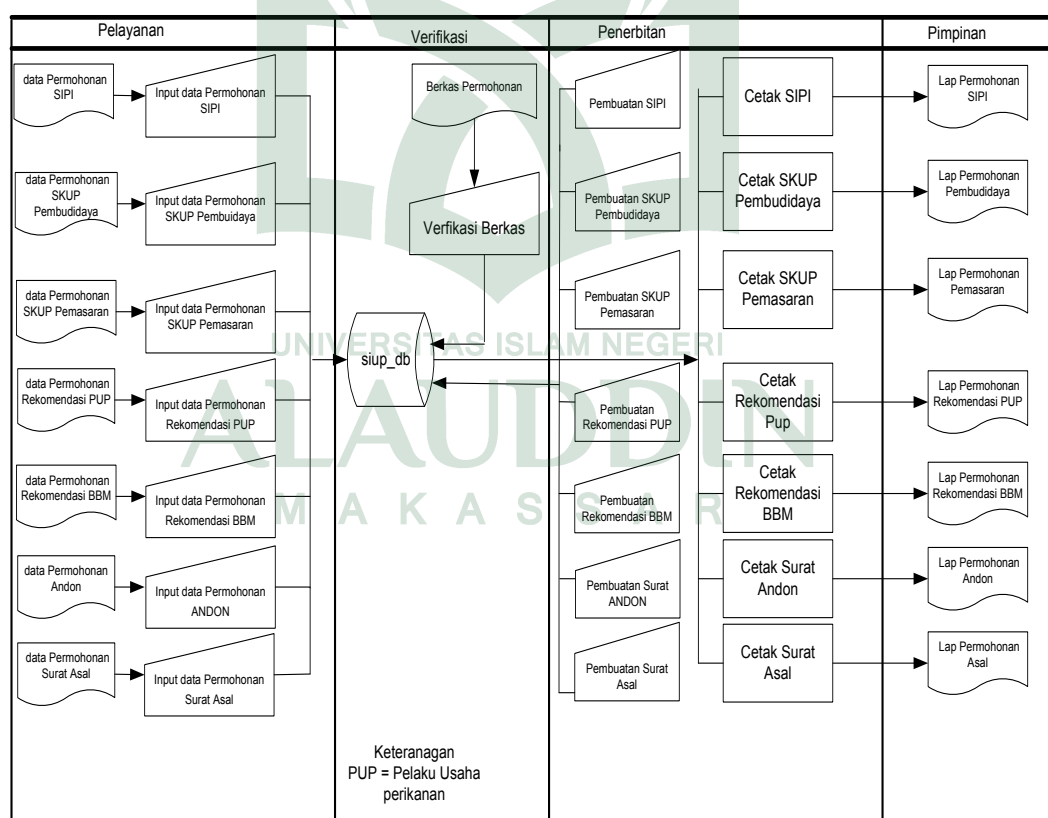 Pelayanan
Verifikasi
Penerbitan
Pimpinan
data Permohonan
SIPI
Input data Permohonan
SIPI
data Permohonan
SKUP
Pembudidaya
Input data Permohonan
SKUP Pembuidaya
data Permohonan
SKUP Pemasaran
Input data Permohonan
SKUP Pemasaran
data Permohonan
Rekomendasi PUP
Input data Permohonan
Rekomendasi PUP
data Permohonan
Rekomendasi BBM
Input data Permohonan
Rekomendasi BBM
data Permohonan
Andon
Input data Permohonan
ANDON
data Permohonan
Surat Asal
Input data Permohonan
Surat Asal
Berkas Permohonan
Verfikasi Berkas
siup_db
Keteranagan
PUP = Pelaku Usaha
perikanan
Pembuatan SIPI
Pembuatan SKUP
Pembudidaya
Pembuatan SKUP
Pemasaran
Pembuatan
Rekomendasi PUP
Pembuatan
Rekomendasi BBM
Pembuatan Surat
ANDON
Pembuatan Surat
Asal
Cetak SIPI
Cetak SKUP
Pembudidaya
Cetak SKUP
Pemasaran
Cetak
Rekomendasi
Pup
Cetak
Rekomendasi
BBM
Cetak Surat
Andon
Cetak Surat
Asal
Lap Permohonan
SIPI
Lap Permohonan
Pembudidaya
Lap Permohonan
Pemasaran
Lap Permohonan
Rekomendasi PUP
Lap Permohonan
Rekomendasi BBM
Lap Permohonan
Andon
Lap Permohonan
Asal
UNIVERSITAS ISLAM NEGERI
ALAUDDIN
MAKASSAR